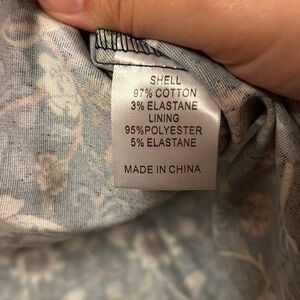 SHELL
97% COTTON
3% ELASTANE
LINING
95%POLYESTER
5% ELASTANE
MADE IN CHINA